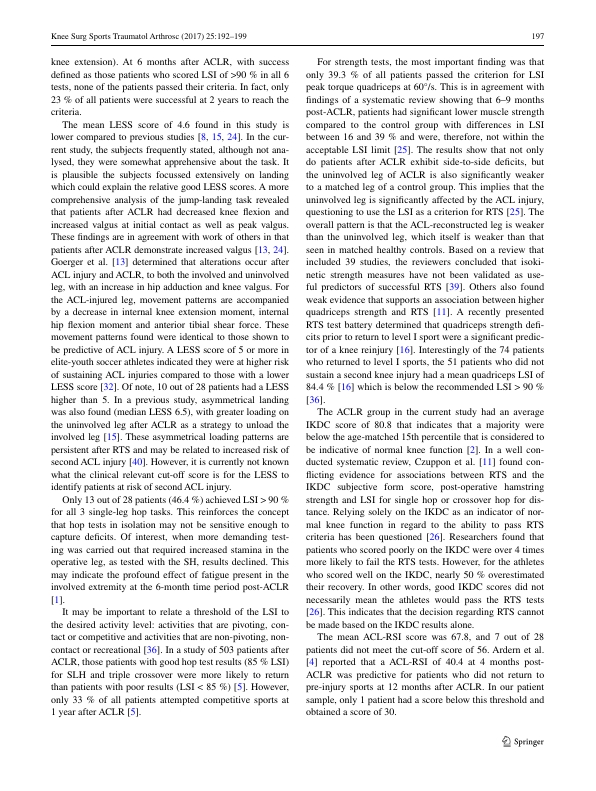 Knee Surg Sports Traumatol Arthrosc (2017) 25:192–199
197
knee extension). At 6 months after ACLR, with success
defined as those patients who scored LSI of >90 % in all 6
tests, none of the patients passed their criteria. In fact, only
23 % of all patients were successful at 2 years to reach the
criteria.
The mean LESS score of 4.6 found in this study is
lower compared to previous studies [8, 15, 24]. In the cur-
rent study, the subjects frequently stated, although not ana-
lysed, they were somewhat apprehensive about the task. It
is plausible the subjects focussed extensively on landing
which could explain the relative good LESS scores. A more
comprehensive analysis of the jump-landing task revealed
that patients after ACLR had decreased knee flexion and
increased valgus at initial contact as well as peak valgus.
These findings are in agreement with work of others in that
patients after ACLR demonstrate increased valgus [13, 24].
Goerger et al. [13] determined that alterations occur after
ACL injury and ACLR, to both the involved and uninvolved
leg, with an increase in hip adduction and knee valgus. For
the ACL-injured leg, movement patterns are accompanied
by a decrease in internal knee extension moment, internal
hip flexion moment and anterior tibial shear force. These
movement patterns found were identical to those shown to
be predictive of ACL injury. A LESS score of 5 or more in
elite-youth soccer athletes indicated they were at higher risk
of sustaining ACL injuries compared to those with a lower
LESS score [32]. Of note, 10 out of 28 patients had a LESS
higher than 5. In a previous study, asymmetrical landing
was also found (median LESS 6.5), with greater loading on
the uninvolved leg after ACLR as a strategy to unload the
involved leg [15]. These asymmetrical loading patterns are
persistent after RTS and may be related to increased risk of
second ACL injury [40]. However, it is currently not known
what the clinical relevant cut-off score is for the LESS to
identify patients at risk of second ACL injury.
Only 13 out of 28 patients (46.4 %) achieved LSI > 90 %
for all 3 single-leg hop tasks. This reinforces the concept
that hop tests in isolation may not be sensitive enough to
capture deficits. Of interest, when more demanding test-
ing was carried out that required increased stamina in the
operative leg, as tested with the SH, results declined. This
may indicate the profound effect of fatigue present in the
involved extremity at the 6-month time period post-ACLR
[1].
It may be important to relate a threshold of the LSI to
the desired activity level: activities that are pivoting, con-
tact or competitive and activities that are non-pivoting, non-
contact or recreational [36]. In a study of 503 patients after
ACLR, those patients with good hop test results (85 % LSI)
for SLH and triple crossover were more likely to return
than patients with poor results (LSI < 85 %) [5]. However,
only 33 % of all patients attempted competitive sports at
1 year after ACLR [5].
For strength tests, the most important finding was that
only 39.3 % of all patients passed the criterion for LSI
peak torque quadriceps at 60°/s. This is in agreement with
findings of a systematic review showing that 6–9 months
post-ACLR, patients had significant lower muscle strength
compared to the control group with differences in LSI
between 16 and 39 % and were, therefore, not within the
acceptable LSI limit [25]. The results show that not only
do patients after ACLR exhibit side-to-side deficits, but
the uninvolved leg of ACLR is also significantly weaker
to a matched leg of a control group. This implies that the
uninvolved leg is significantly affected by the ACL injury,
questioning to use the LSI as a criterion for RTS [25]. The
overall pattern is that the ACL-reconstructed leg is weaker
than the uninvolved leg, which itself is weaker than that
seen in matched healthy controls. Based on a review that
included 39 studies, the reviewers concluded that isoki-
netic strength measures have not been validated as use-
ful predictors of successful RTS [39]. Others also found
weak evidence that supports an association between higher
quadriceps strength and RTS [11]. A recently presented
RTS test battery determined that quadriceps strength defi-
cits prior to return to level I sport were a significant predic-
tor of a knee reinjury [16]. Interestingly of the 74 patients
who returned to level I sports, the 51 patients who did not
sustain a second knee injury had a mean quadriceps LSI of
84.4 % [16] which is below the recommended LSI > 90 %
[36].
The ACLR group in the current study had an average
IKDC score of 80.8 that indicates that a majority were
below the age-matched 15th percentile that is considered to
be indicative of normal knee function [2]. In a well con-
ducted systematic review, Czuppon et al. [11] found con-
flicting evidence for associations between RTS and the
IKDC subjective form score, post-operative hamstring
strength and LSI for single hop or crossover hop for dis-
tance. Relying solely on the IKDC as an indicator of nor-
mal knee function in regard to the ability to pass RTS
criteria has been questioned [26]. Researchers found that
patients who scored poorly on the IKDC were over 4 times
more likely to fail the RTS tests. However, for the athletes
who scored well on the IKDC, nearly 50 % overestimated
their recovery. In other words, good IKDC scores did not
necessarily mean the athletes would pass the RTS tests
[26]. This indicates that the decision regarding RTS cannot
be made based on the IKDC results alone.
The mean ACL-RSI score was 67.8, and 7 out of 28
patients did not meet the cut-off score of 56. Ardern et al.
[4] reported that a ACL-RSI of 40.4 at 4 months post-
ACLR was predictive for patients who did not return to
pre-injury sports at 12 months after ACLR. In our patient
sample, only 1 patient had a score below this threshold and
obtained a score of 30.
Springer